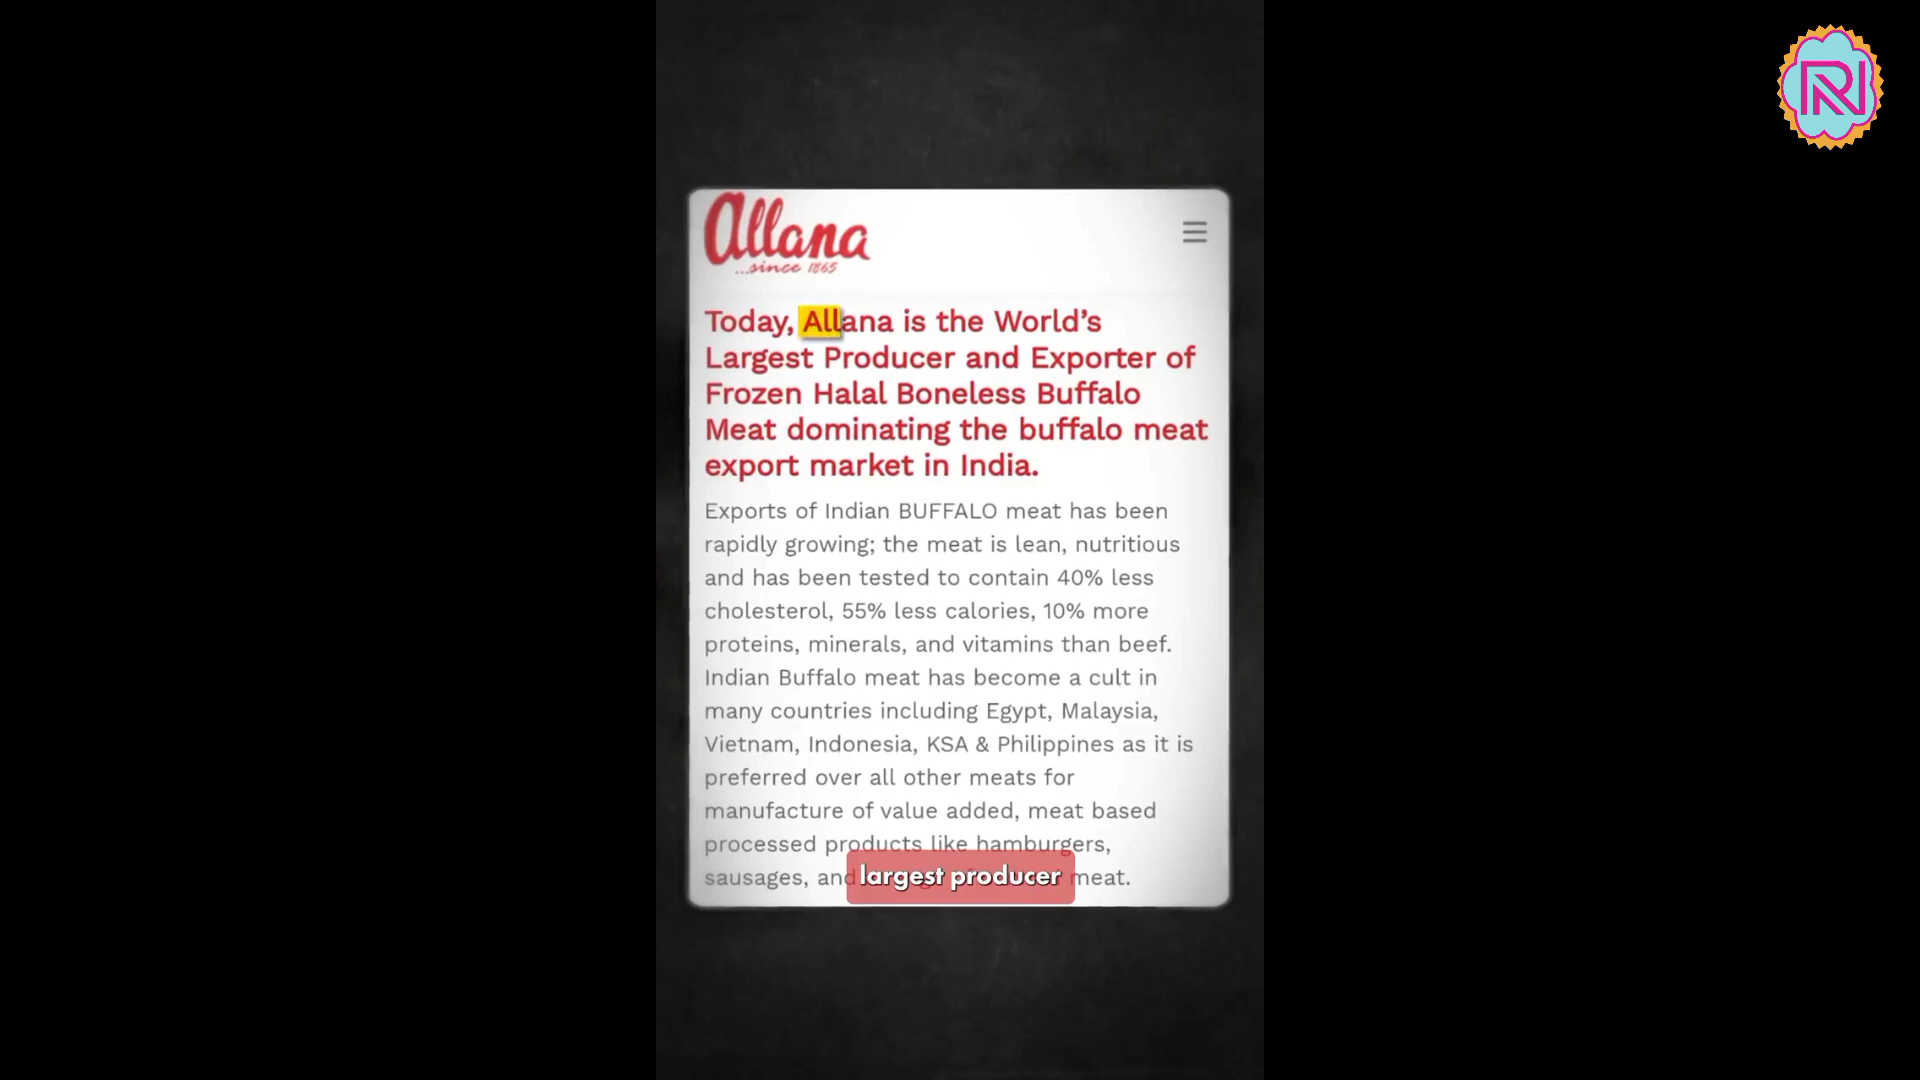 Allana
...since 1865
Today, Allana is the World's
Largest Producer and Exporter of
Frozen Halal Boneless Buffalo
Meat dominating the buffalo meat
export market in India.
Exports of Indian BUFFALO meat has been
rapidly growing; the meat is lean, nutritious
and has been tested to contain 40% less
cholesterol, 55% less calories, 10% more
proteins, minerals, and vitamins than beef.
Indian Buffalo meat has become a cult in
many countries including Egypt, Malaysia,
Vietnam, Indonesia, KSA & Philippines as it is
preferred over all other meats for
manufacture of value added, meat based
processed products like hamburgers,
sausages, and meat.
largest producer